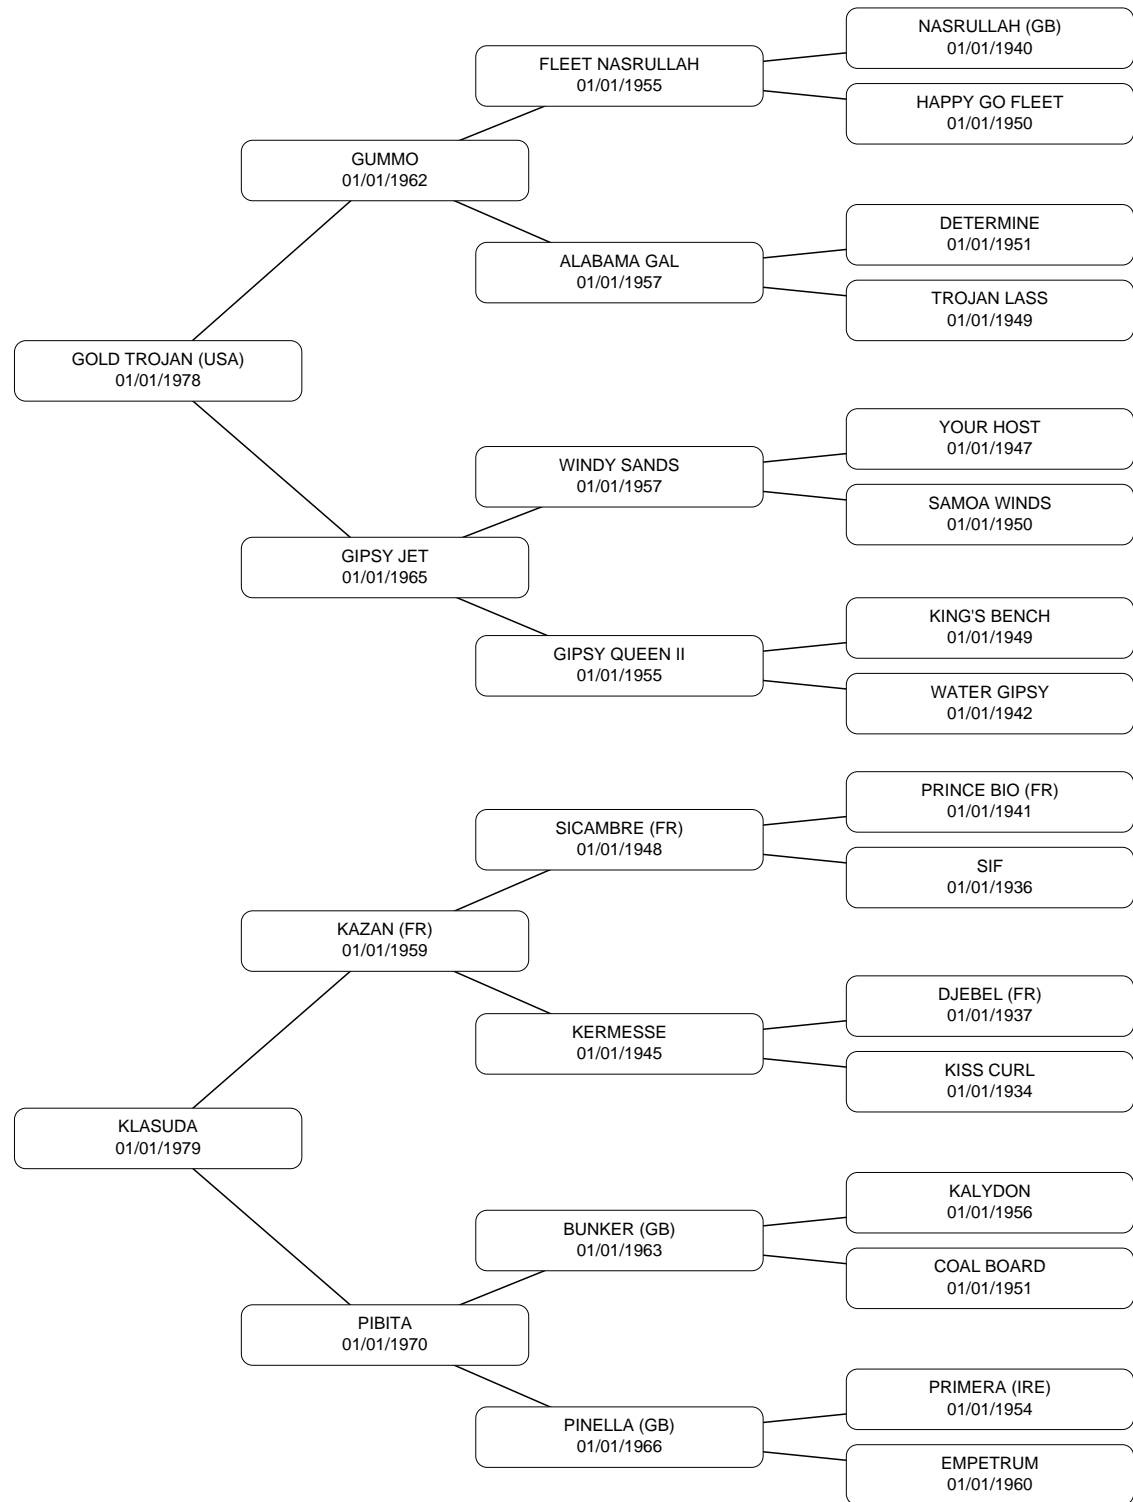 NASRULLAH (GB)
01/01/1940
FLEET NASRULLAH
01/01/1955
HAPPY GO FLEET
01/01/1950
GUMMO
01/01/1962
DETERMINE
01/01/1951
ALABAMA GAL
01/01/1957
TROJAN LASS
01/01/1949
GOLD TROJAN (USA)
01/01/1978
YOUR HOST
01/01/1947
WINDY SANDS
01/01/1957
SAMOA WINDS
01/01/1950
GIPSY JET
01/01/1965
KING'S BENCH
01/01/1949
GIPSY QUEEN II
01/01/1955
WATER GIPSY
01/01/1942
PRINCE BIO (FR)
01/01/1941
SICAMBRE (FR)
01/01/1948
SIF
01/01/1936
KAZAN (FR)
01/01/1959
DJEBEL (FR)
01/01/1937
KERMESSE
01/01/1945
KISS CURL
01/01/1934
KLASUDA
01/01/1979
KALYDON
01/01/1956
BUNKER (GB)
01/01/1963
COAL BOARD
01/01/1951
PIBITA
01/01/1970
PRIMERA (IRE)
01/01/1954
PINELLA (GB)
01/01/1966
EMPETRUM
01/01/1960